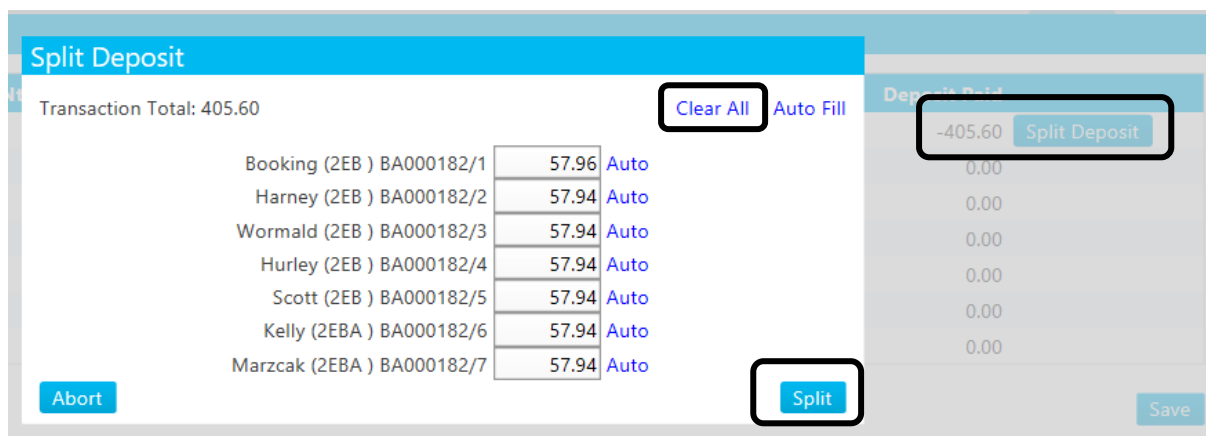 Split Deposit
Transaction Total: 405.60 Clear All Auto Fill
Deposit Paid
-405.60 Split Deposit
Booking (2EB ) BA000182/1 57.96 Auto
0.00
Harney (2EB ) BA000182/2 57.94 Auto
0.00
Wormald (2EB ) BA000182/3 57.94 Auto
0.00
Hurley (2EB ) BA000182/4 57.94 Auto
0.00
Scott (2EB ) BA000182/5 57.94 Auto
0.00
Kelly (2EBA ) BA000182/6 57.94 Auto
0.00
Marzcak (2EBA ) BA000182/7 57.94 Auto
Abort Split
Save